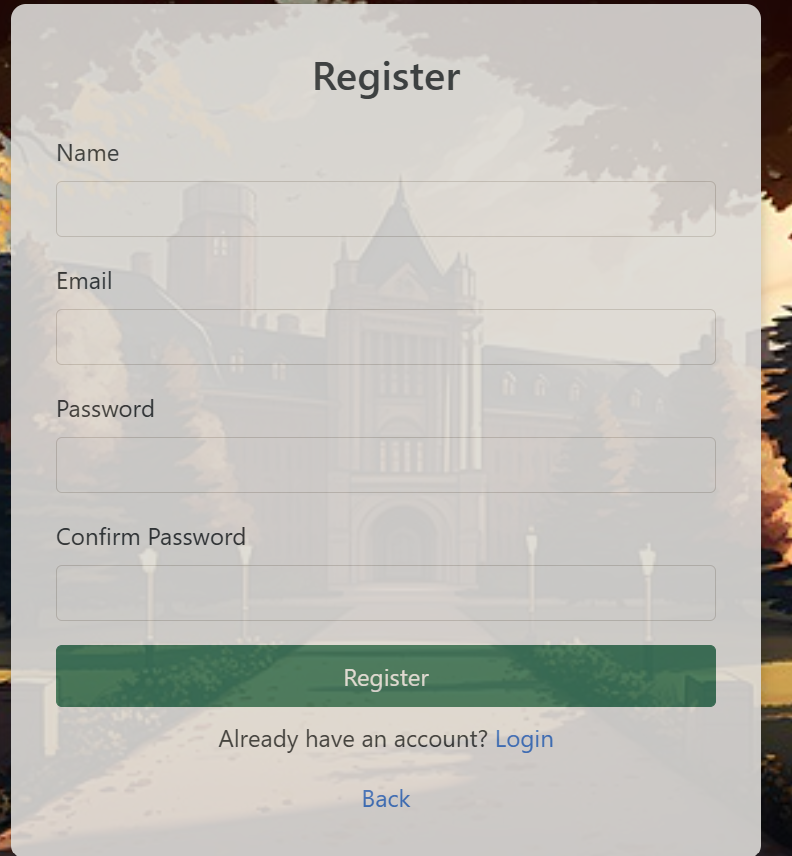 Register
Name
Email
Password
Confirm Password
Register
Already have an account? Login
Back